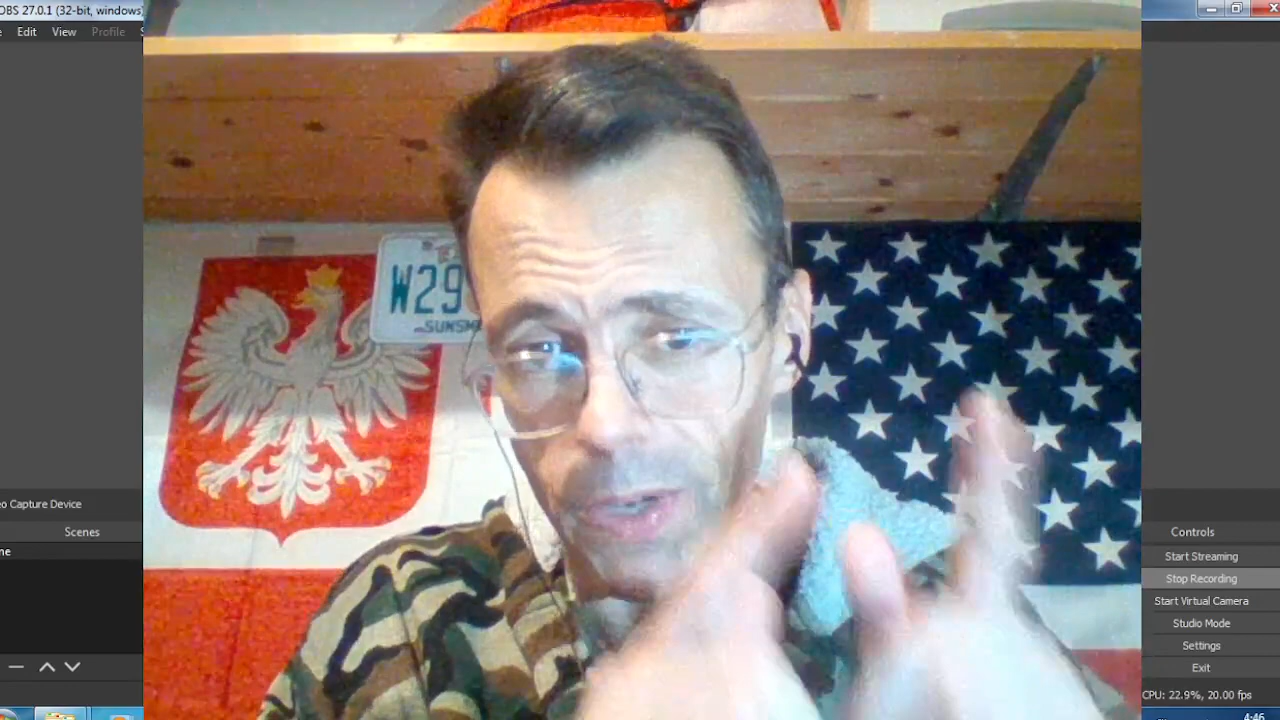 OBS 27.0.1 (32-bit, windows)
Edit View Profile
W29
SUNSH
Capture Device
Scenes
Controls
Start Streaming
Stop Recording
Start Virtual Camera
Studio Mode
Settings
Exit
CPU: 22.9%, 20.00 fps
4:46